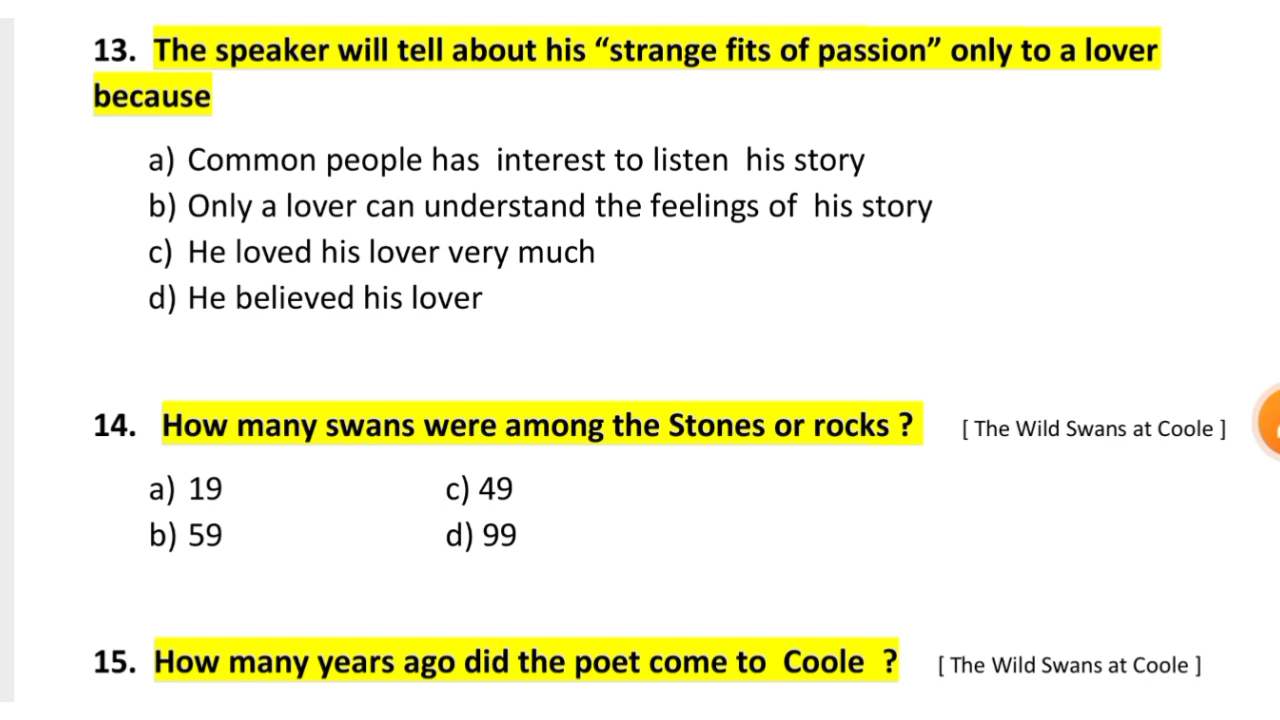 13. The speaker will tell about his “strange fits of passion” only to a lover
because
a) Common people has interest to listen his story
b) Only a lover can understand the feelings of his story
c) He loved his lover very much
d) He believed his lover
14. How many swans were among the Stones or rocks ? [ The Wild Swans at Coole ]
a) 19 c) 49
b) 59 d) 99
15. How many years ago did the poet come to Coole ? [ The Wild Swans at Coole ]